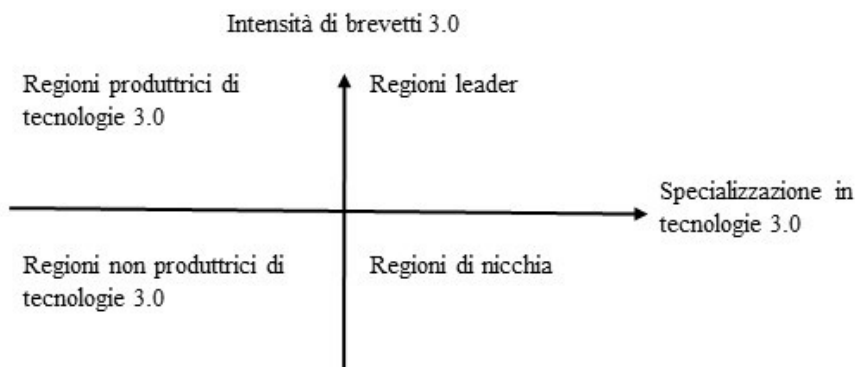 Intensità di brevetti 3.0
Regioni produttrici di
tecnologie 3.0
Regioni leader
Specializzazione in
tecnologie 3.0
Regioni non produttrici di
tecnologie 3.0
Regioni di nicchia